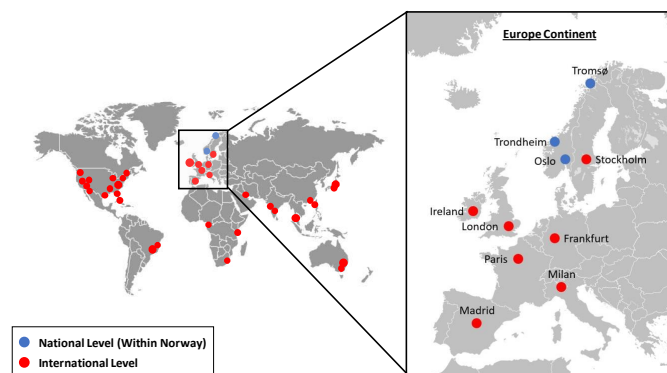 Europe Continent
Tromsø
Trondheim
Oslo
Stockholm
Ireland
London
Frankfurt
Paris
Milan
Madrid
National Level (Within Norway)
International Level